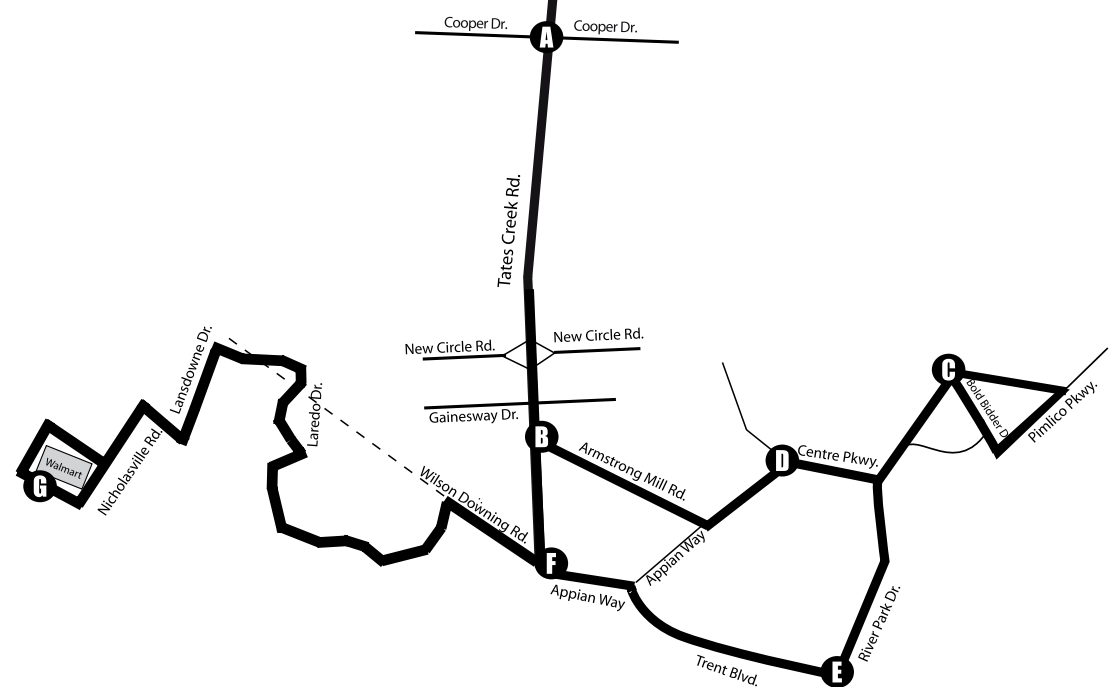 Cooper Dr.
A
Cooper Dr.
Tates Creek Rd.
New Circle Rd.
New Circle Rd.
Gainesway Dr.
B
Armstrong Mill Rd.
C
Bold Bidder D
Pimlico Pkwy.
D
Centre Pkwy.
Lansdowne Dr.
Laredo Dr.
Walmart
G
Nicholasville Rd.
Wilson Downing Rd.
F
Appian Way
Appian Way
River Park Dr.
Trent Blvd.
E